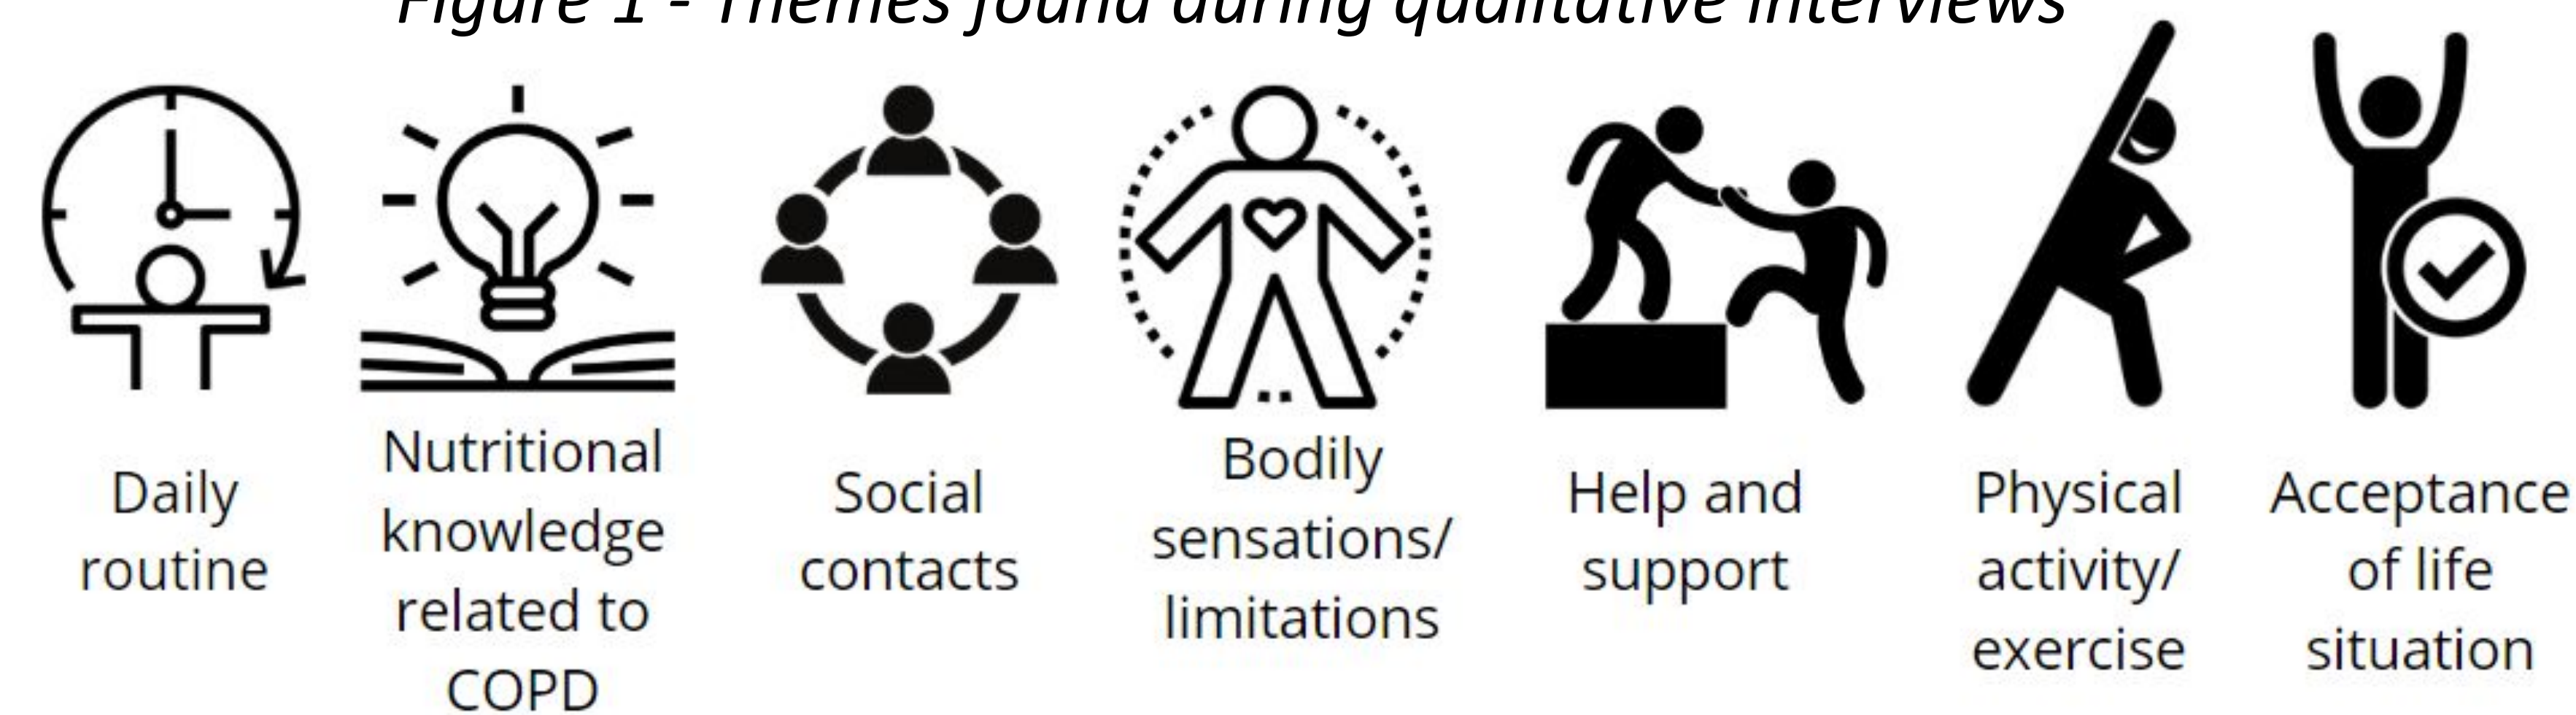 Figure 1 - Themes found during qualitative interviews
Daily
routine
Nutritional
knowledge
related to
COPD
Social
contacts
Bodily
sensations/
limitations
Help and
support
Physical
activity/
exercise
Acceptance
of life
situation